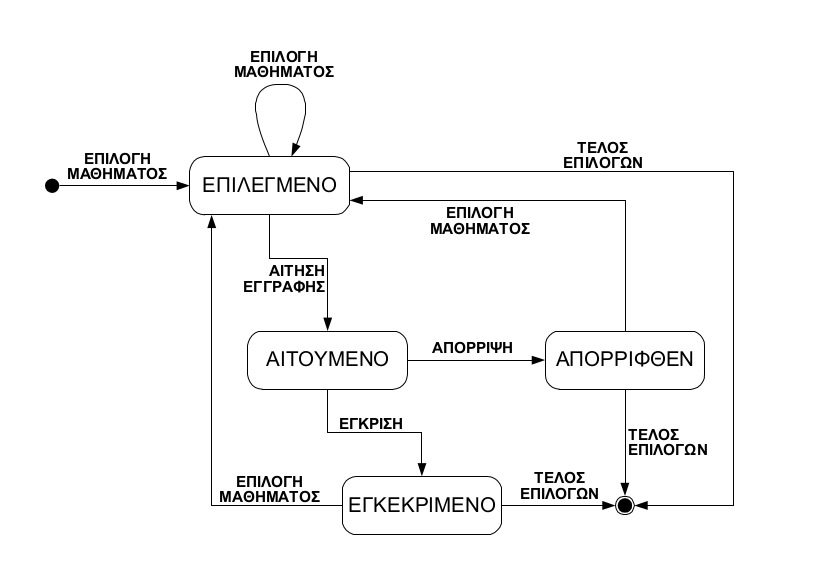 ΕΠΙΛΟΓΗ
ΜΑΘΗΜΑΤΟΣ
ΕΠΙΛΟΓΗ
ΜΑΘΗΜΑΤΟΣ
ΕΠΙΛΕΓΜΕΝΟ
ΤΕΛΟΣ
ΕΠΙΛΟΓΩΝ
ΕΠΙΛΟΓΗ
ΜΑΘΗΜΑΤΟΣ
ΑΙΤΗΣΗ
ΕΓΓΡΑΦΗΣ
ΑΙΤΟΥΜΕΝΟ
ΑΠΟΡΡΙΨΗ
ΑΠΟΡΡΙΦΘΕΝ
ΕΓΚΡΙΣΗ
ΤΕΛΟΣ
ΕΠΙΛΟΓΩΝ
ΕΠΙΛΟΓΗ
ΜΑΘΗΜΑΤΟΣ
ΕΓΚΕΚΡΙΜΕΝΟ
ΤΕΛΟΣ
ΕΠΙΛΟΓΩΝ